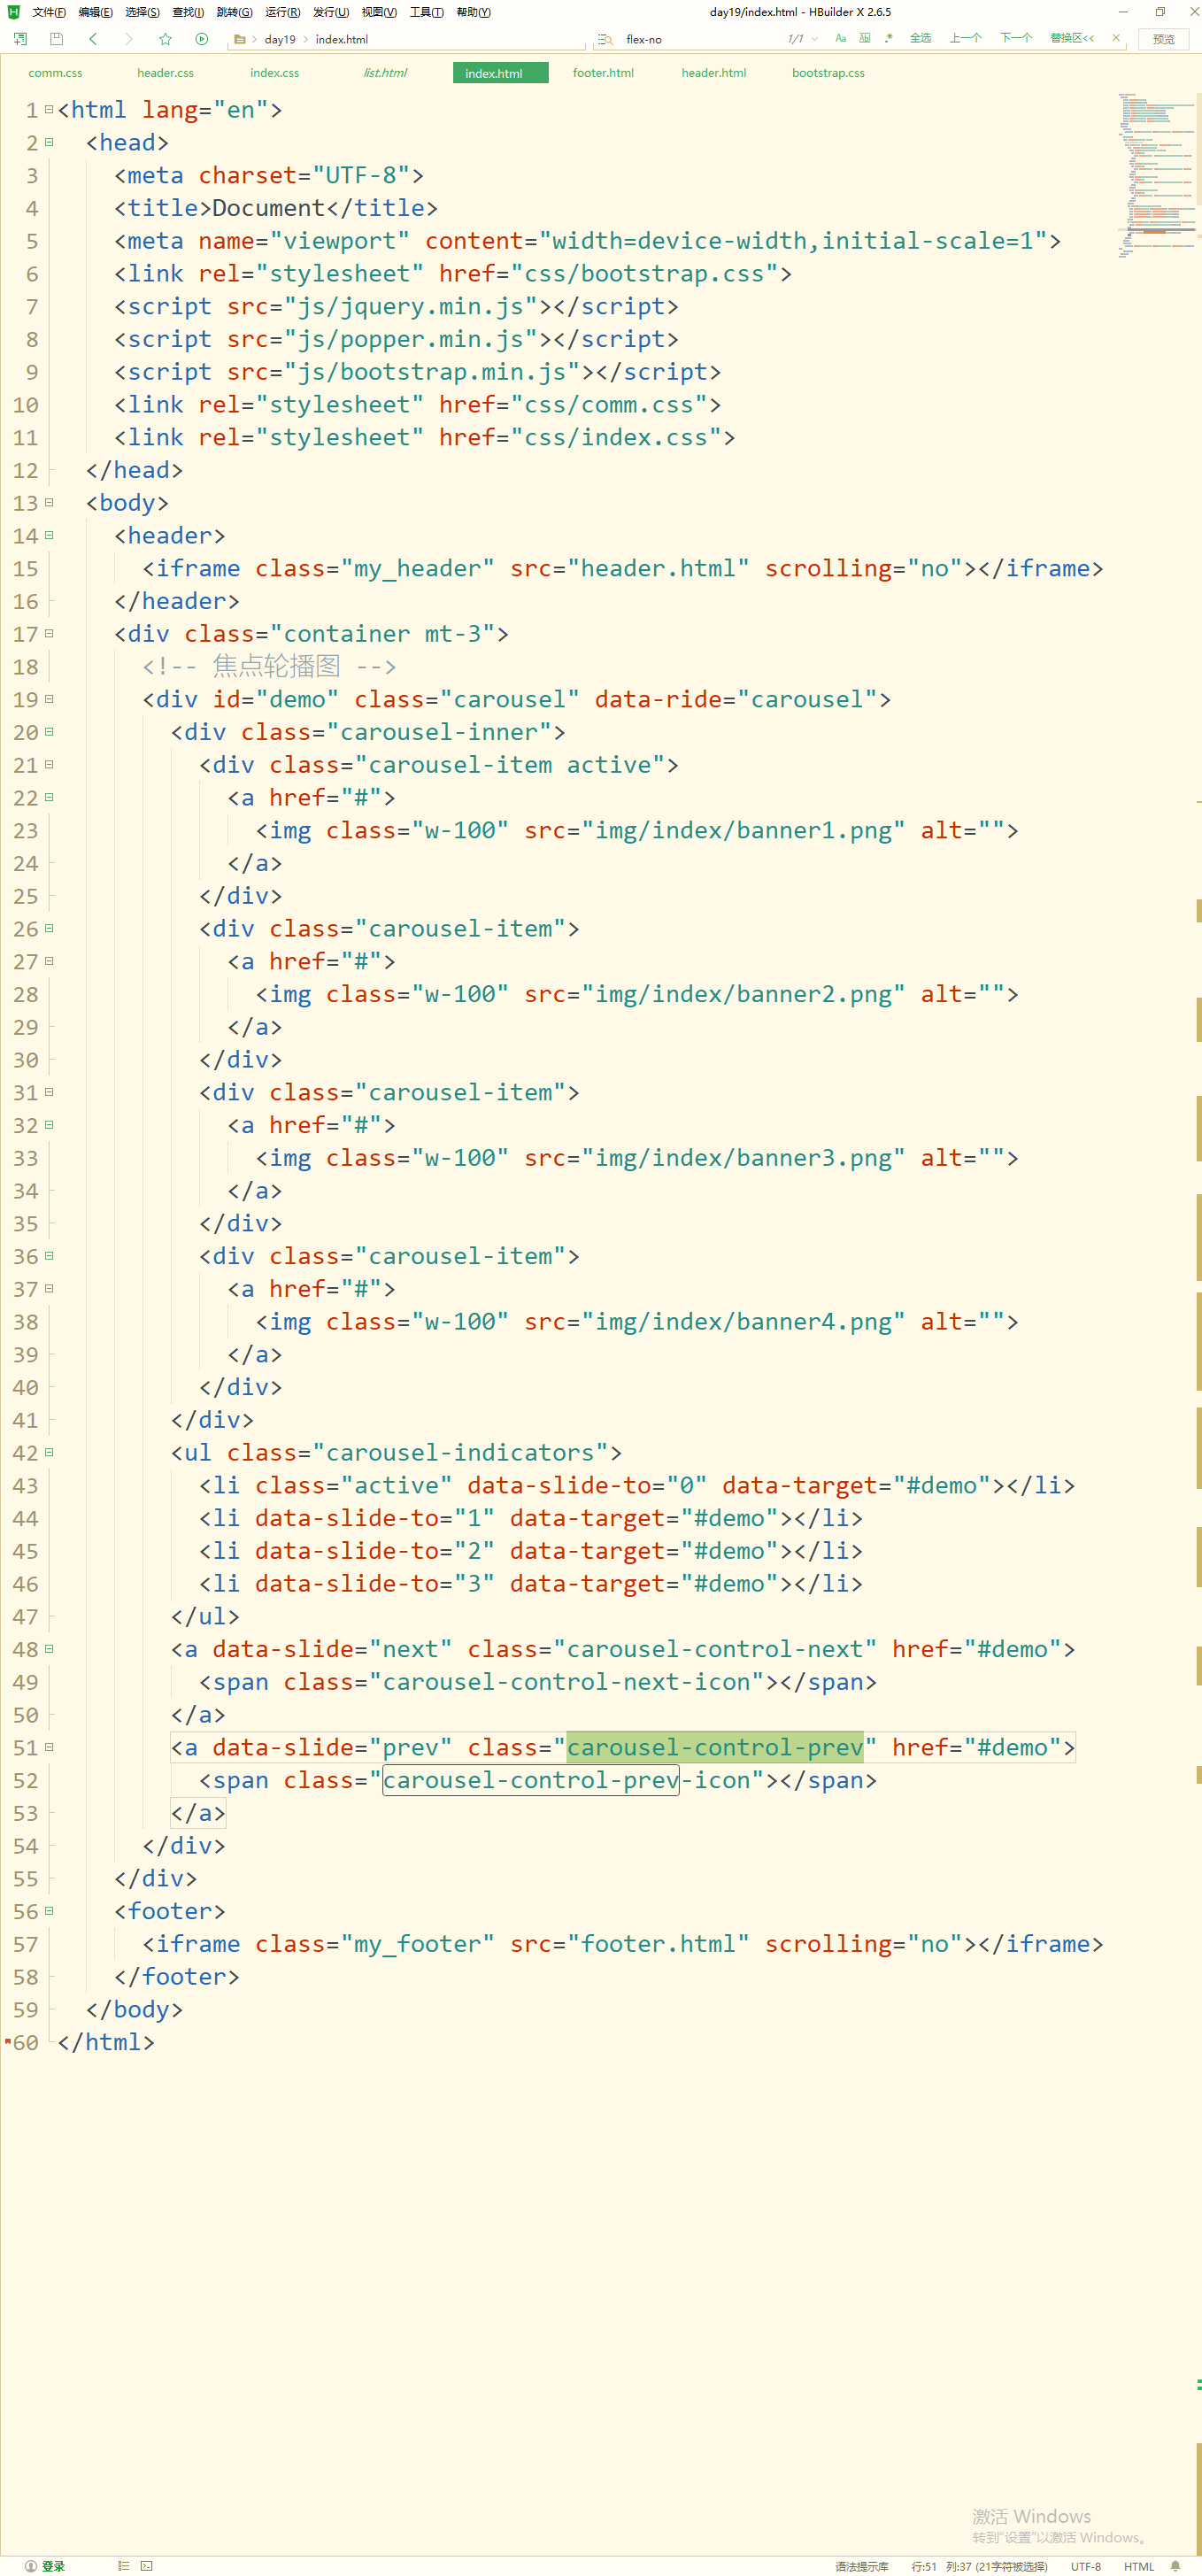 文件(F) 编辑(E) 选择(S) 查找(I) 跳转(G) 运行(R) 发行(U) 视图(V) 工具(T) 帮助(Y) day19/index.html - HBuilder X 2.6.5
day19 index.html flex-no 1/1 Aa 全选 上一个 下一个 替换区<< 预览
comm.css header.css index.css list.html index.html footer.html header.html bootstrap.css
1 <html lang="en">
2 <head>
3 <meta charset="UTF-8">
4 <title>Document</title>
5 <meta name="viewport" content="width=device-width,initial-scale=1">
6 <link rel="stylesheet" href="css/bootstrap.css">
7 <script src="js/jquery.min.js"></script>
8 <script src="js/popper.min.js"></script>
9 <script src="js/bootstrap.min.js"></script>
10 <link rel="stylesheet" href="css/comm.css">
11 <link rel="stylesheet" href="css/index.css">
12 </head>
13 <body>
14 <header>
15 <iframe class="my_header" src="header.html" scrolling="no"></iframe>
16 </header>
17 <div class="container mt-3">
18 <!-- 焦点轮播图 -->
19 <div id="demo" class="carousel" data-ride="carousel">
20 <div class="carousel-inner">
21 <div class="carousel-item active">
22 <a href="#">
23 <img class="w-100" src="img/index/banner1.png" alt="">
24 </a>
25 </div>
26 <div class="carousel-item">
27 <a href="#">
28 <img class="w-100" src="img/index/banner2.png" alt="">
29 </a>
30 </div>
31 <div class="carousel-item">
32 <a href="#">
33 <img class="w-100" src="img/index/banner3.png" alt="">
34 </a>
35 </div>
36 <div class="carousel-item">
37 <a href="#">
38 <img class="w-100" src="img/index/banner4.png" alt="">
39 </a>
40 </div>
41 </div>
42 <ul class="carousel-indicators">
43 <li class="active" data-slide-to="0" data-target="#demo"></li>
44 <li data-slide-to="1" data-target="#demo"></li>
45 <li data-slide-to="2" data-target="#demo"></li>
46 <li data-slide-to="3" data-target="#demo"></li>
47 </ul>
48 <a data-slide="next" class="carousel-control-next" href="#demo">
49 <span class="carousel-control-next-icon"></span>
50 </a>
51 <a data-slide="prev" class="carousel-control-prev" href="#demo">
52 <span class="carousel-control-prev-icon"></span>
53 </a>
54 </div>
55 </div>
56 <footer>
57 <iframe class="my_footer" src="footer.html" scrolling="no"></iframe>
58 </footer>
59 </body>
60 </html>
激活 Windows
转到"设置"以激活 Windows。
登录 语法提示库 行:51 列:37 (21字符被选择) UTF-8 HTML